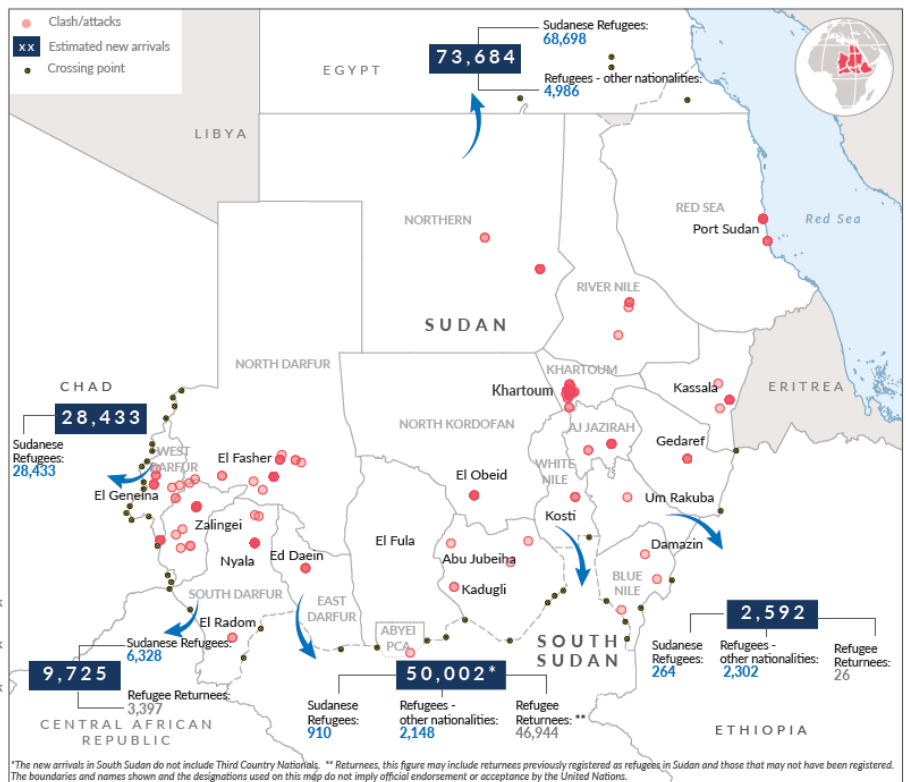 Clash/attacks
xx Estimated new arrivals
Crossing point
EGYPT
73,684
Sudanese Refugees:
68,698
Refugees - other nationalities:
4,986
LIBYA
NORTHERN
RED SEA
Port Sudan
Red Sea
RIVER NILE
SUDAN
NORTH DARFUR
CHAD
28,433
Sudanese
Refugees:
28,433
KHARTOUM
Khartoum
Kassala
ERITREA
NORTH KORDOFAN
AJ JAZIRAH
Gedaref
WEST
DARFUR
El Fasher
El Geneina
El Obeid
WHITE
NILE
Um Rakuba
Kosti
Zalingei
El Fula
Nyala
Ed Daein
Abu Jubeiha
Damazin
Kadugli
BLUE
NILE
SOUTH DARFUR
EAST
DARFUR
El Radom
ABYEI
PCA
SOUTH
SUDAN
2,592
Sudanese
Refugees:
264
Refugees -
other nationalities:
2,302
Refugee
Returnees:
26
Sudanese Refugees:
6,328
9,725
Refugee Returnees:
3,397
50,002*
Sudanese
Refugees:
910
Refugees -
other nationalities:
2,148
Refugee
Returnees: **
46,944
CENTRAL AFRICAN
REPUBLIC
ETHIOPIA
*The new arrivals in South Sudan do not include Third Country Nationals. ** Returnees, this figure may include returnees previously registered as refugees in Sudan and those that may not have been registered.
The boundaries and names shown and the designations used on this map do not imply official endorsement or acceptance by the United Nations.